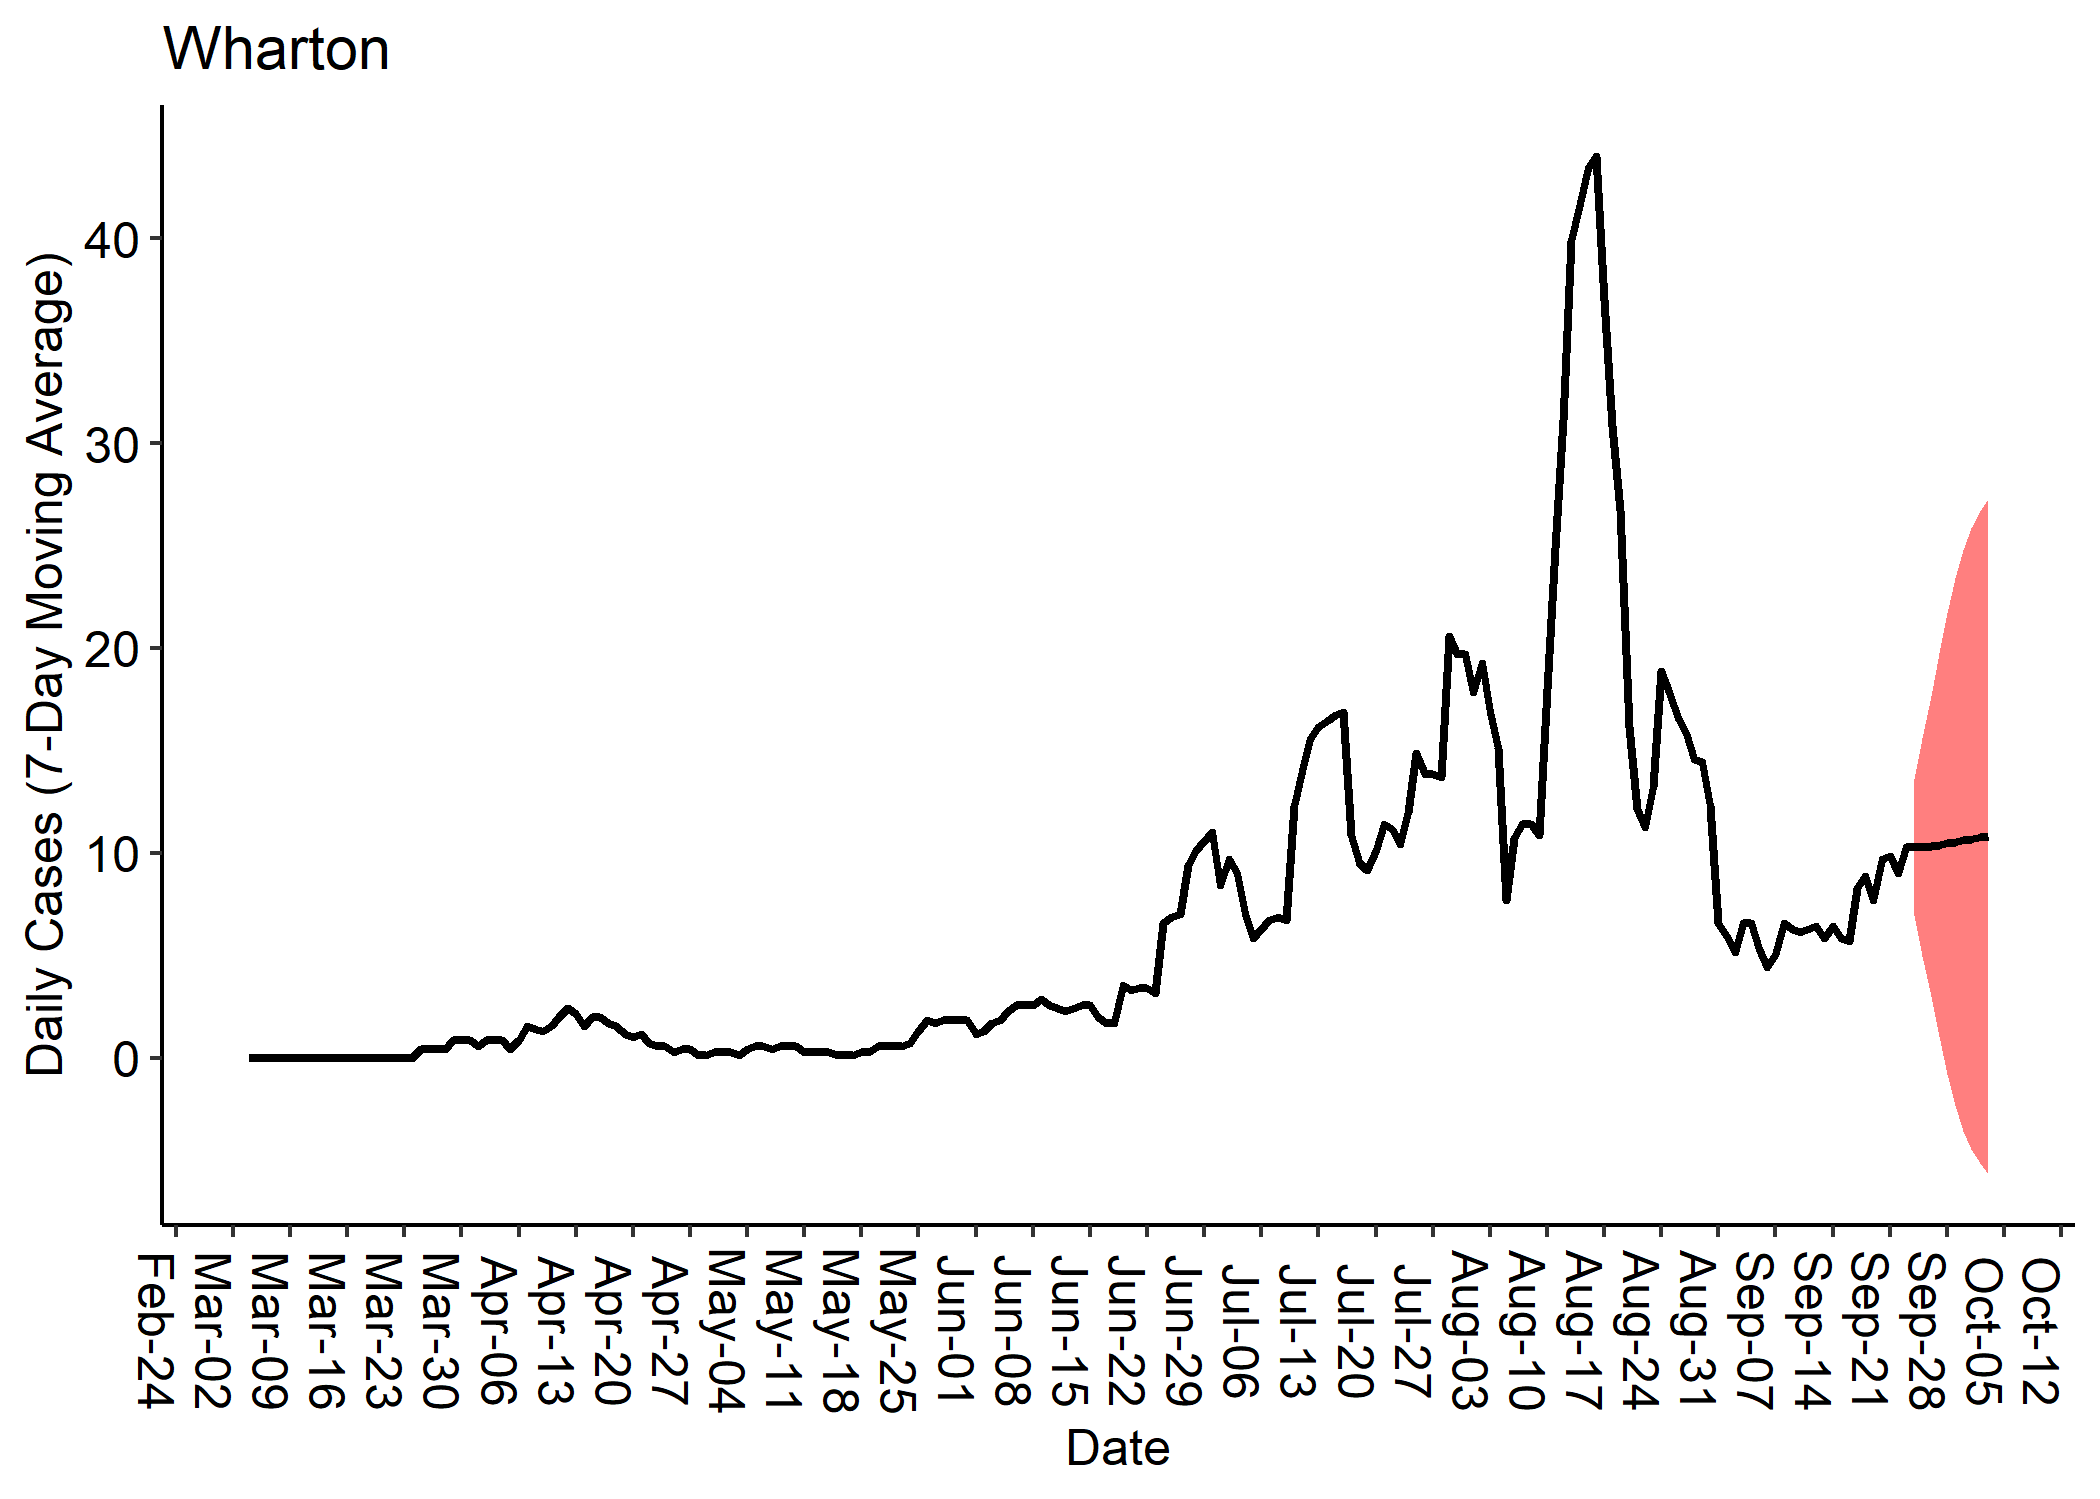 Wharton
Daily Cases (7-Day Moving Average)
40
30
20
10
0
Feb-24
Mar-02
Mar-09
Mar-16
Mar-23
Mar-30
Apr-06
Apr-13
Apr-20
Apr-27
May-04
May-11
May-18
May-25
Jun-01
Jun-08
Jun-15
Jun-22
Jun-29
Jul-06
Jul-13
Jul-20
Jul-27
Aug-03
Aug-10
Aug-17
Aug-24
Aug-31
Sep-07
Sep-14
Sep-21
Sep-28
Oct-05
Oct-12
Date